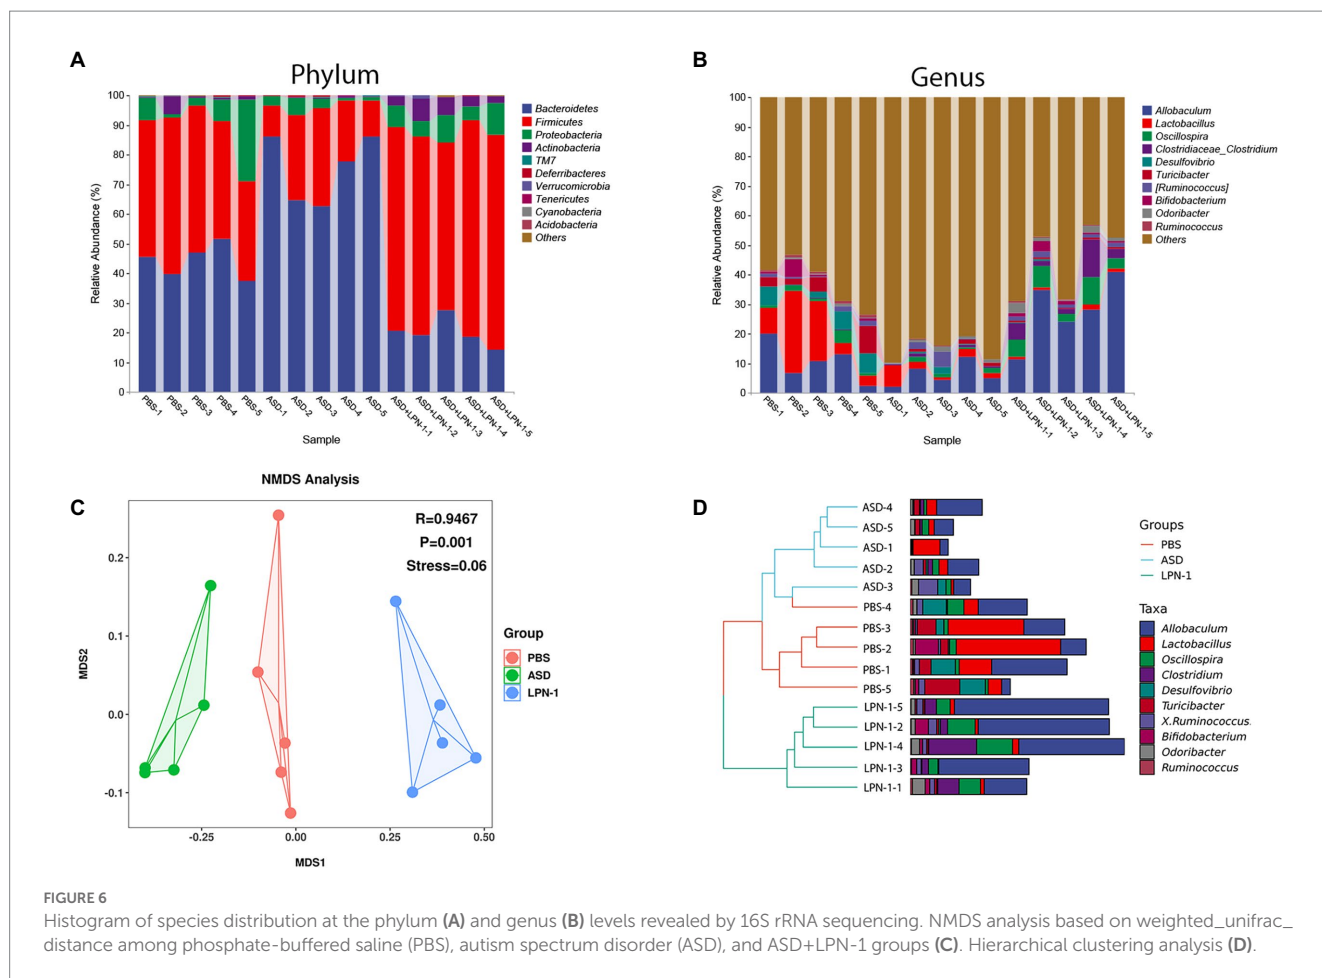 A
Phylum
Relative Abundance (%)
100
90
80
70
60
50
40
30
20
10
0
PBS-1
PBS-2
PBS-3
PBS-4
PBS-5
ASD-1
ASD-2
ASD-3
ASD-4
ASD-5
ASD+LPN-1-1
ASD+LPN-1-2
ASD+LPN-1-3
ASD+LPN-1-4
ASD+LPN-1-5
Sample
Bacteroidetes
Firmicutes
Proteobacteria
Actinobacteria
TM7
Deferribacteres
Verrucomicrobia
Tenericutes
Cyanobacteria
Acidobacteria
Others
B
Genus
Relative Abundance (%)
100
90
80
70
60
50
40
30
20
10
0
PBS-1
PBS-2
PBS-3
PBS-4
PBS-5
ASD-1
ASD-2
ASD-3
ASD-4
ASD-5
ASD+LPN-1-1
ASD+LPN-1-2
ASD+LPN-1-3
ASD+LPN-1-4
ASD+LPN-1-5
Sample
Allobaculum
Lactobacillus
Oscillospira
Clostridiaceae_Clostridium
Desulfovibrio
Turicibacter
[Ruminococcus]
Bifidobacterium
Odoribacter
Ruminococcus
Others
C
NMDS Analysis
R=0.9467
P=0.001
Stress=0.06
MDS2
0.2
0.1
0.0
-0.1
-0.25
0.00
0.25
0.50
MDS1
Group
PBS
ASD
LPN-1
D
ASD-4
ASD-5
ASD-1
ASD-2
ASD-3
PBS-4
PBS-3
PBS-2
PBS-1
PBS-5
LPN-1-5
LPN-1-2
LPN-1-4
LPN-1-3
LPN-1-1
Groups
PBS
ASD
LPN-1
Taxa
Allobaculum
Lactobacillus
Oscillospira
Clostridium
Desulfovibrio
Turicibacter
X.Ruminococcus.
Bifidobacterium
Odoribacter
Ruminococcus
FIGURE 6
Histogram of species distribution at the phylum (A) and genus (B) levels revealed by 16S rRNA sequencing. NMDS analysis based on weighted_unifrac_
distance among phosphate-buffered saline (PBS), autism spectrum disorder (ASD), and ASD+LPN-1 groups (C). Hierarchical clustering analysis (D).